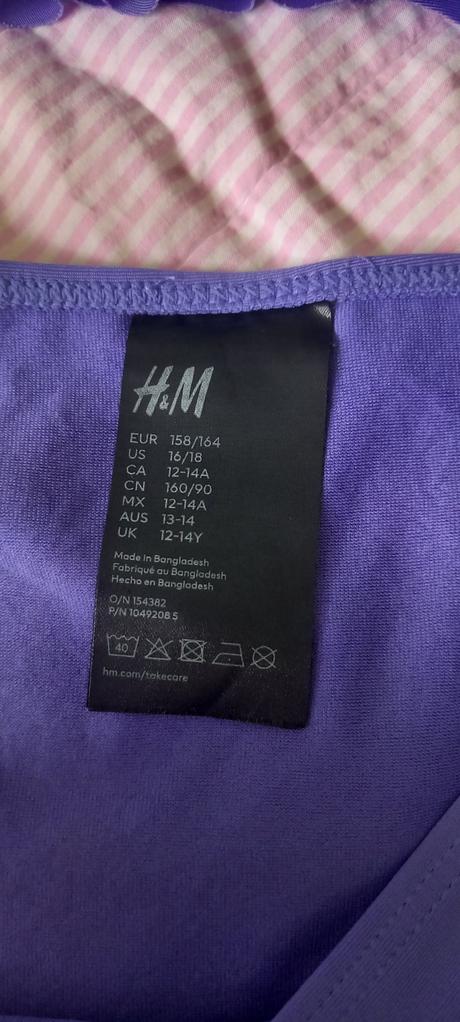 H&M
EUR 158/164
US 16/18
CA 12-14A
CN 160/90
MX 12-14A
AUS 13-14
UK 12-14Y
Made in Bangladesh
Fabriqué au Bangladesh
Hecho en Bangladesh
O/N 154382
P/N 1049208 S
40
hm.com/takecare